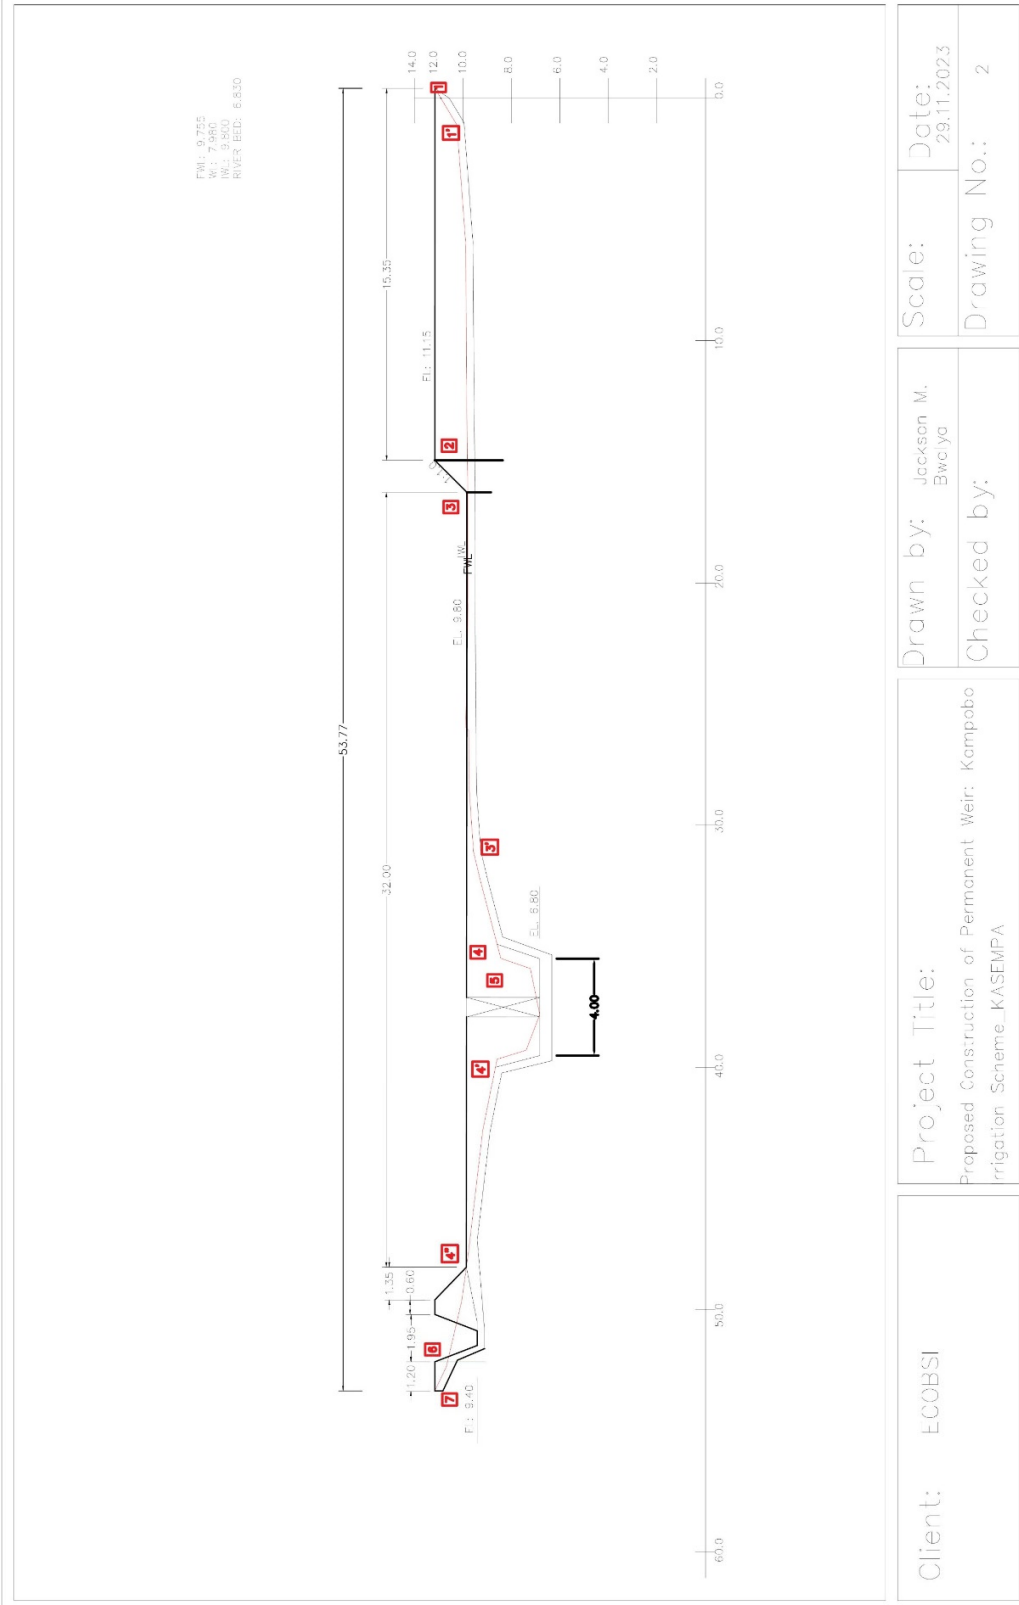 FWL: 9.755
WL: 7.980
IWL: 9.800
RIVER BED: 6.830
53.77
32.00
15.35
1.35
0.60
1.95
1.20
EL: 11.15
EL: 9.80
EL: 6.80
EL: 9.40
FWL
4.00
7
6
4"
4'
5
4
3'
3
2
1'
1
14.0
12.0
10.0
8.0
6.0
4.0
2.0
0.0
10.0
20.0
30.0
40.0
50.0
60.0
Client: ECOBSI
Project Title:
Proposed Construction of Permanent Weir: Kampobo
Irrigation Scheme_KASEMPA
Drawn by: Jackson M.
Bwalya
Checked by:
Scale:
Date:
29.11.2023
Drawing No.: 2